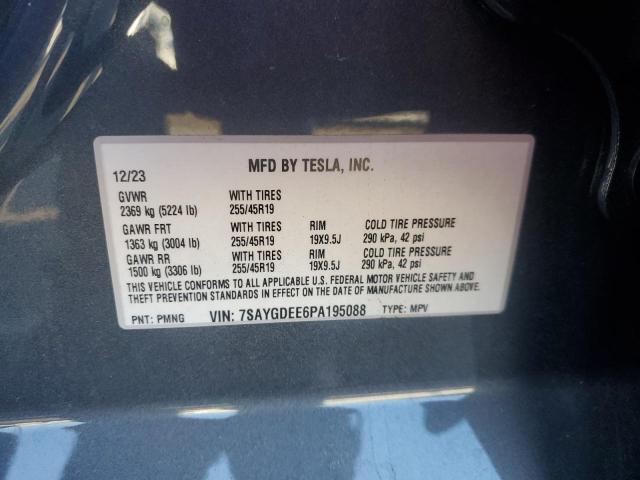 MFD BY TESLA, INC.
12/23
GVWR WITH TIRES
2369 kg (5224 lb) 255/45R19
GAWR FRT WITH TIRES RIM COLD TIRE PRESSURE
1363 kg (3004 lb) 255/45R19 19X9.5J 290 kPa, 42 psi
GAWR RR WITH TIRES RIM COLD TIRE PRESSURE
1500 kg (3306 lb) 255/45R19 19X9.5J 290 kPa, 42 psi
THIS VEHICLE CONFORMS TO ALL APPLICABLE U.S. FEDERAL MOTOR VEHICLE SAFETY AND
THEFT PREVENTION STANDARDS IN EFFECT ON THE DATE OF MANUFACTURE SHOWN ABOVE.
PNT: PMNG VIN: 7SAYGDEE6PA195088 TYPE: MPV